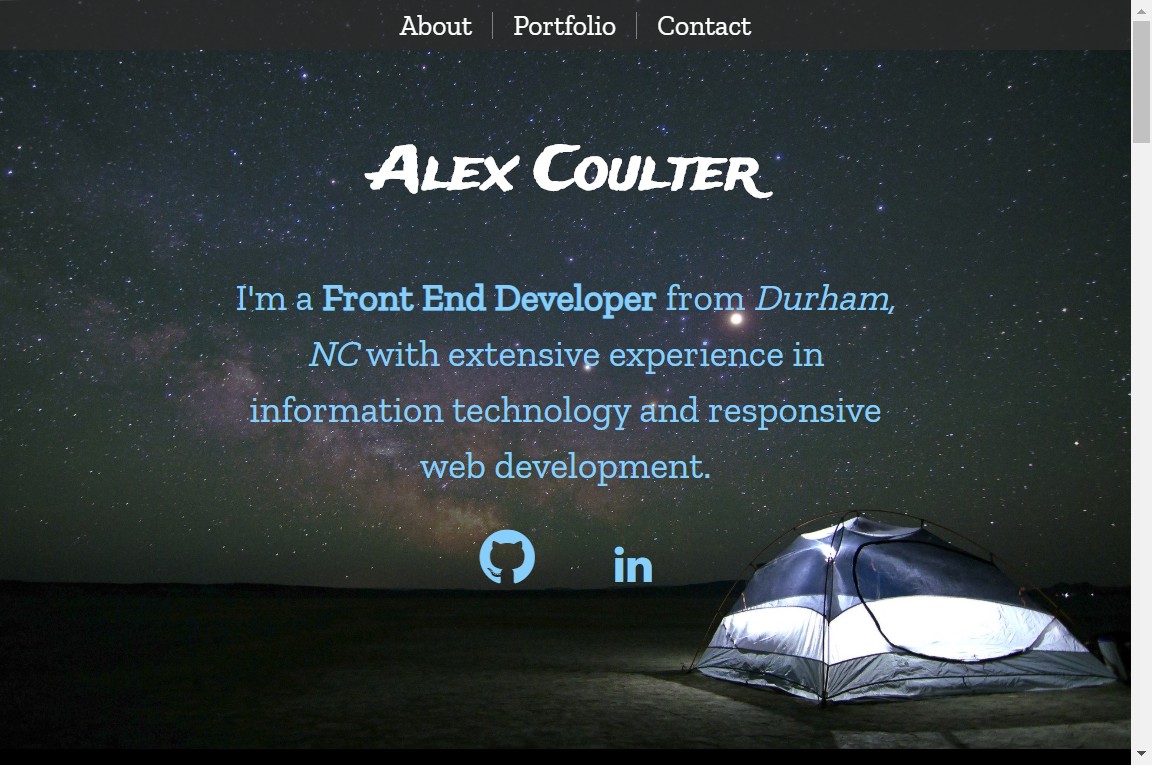 About Portfolio Contact
Alex Coulter
I'm a Front End Developer from Durham,
NC with extensive experience in
information technology and responsive
web development.
in